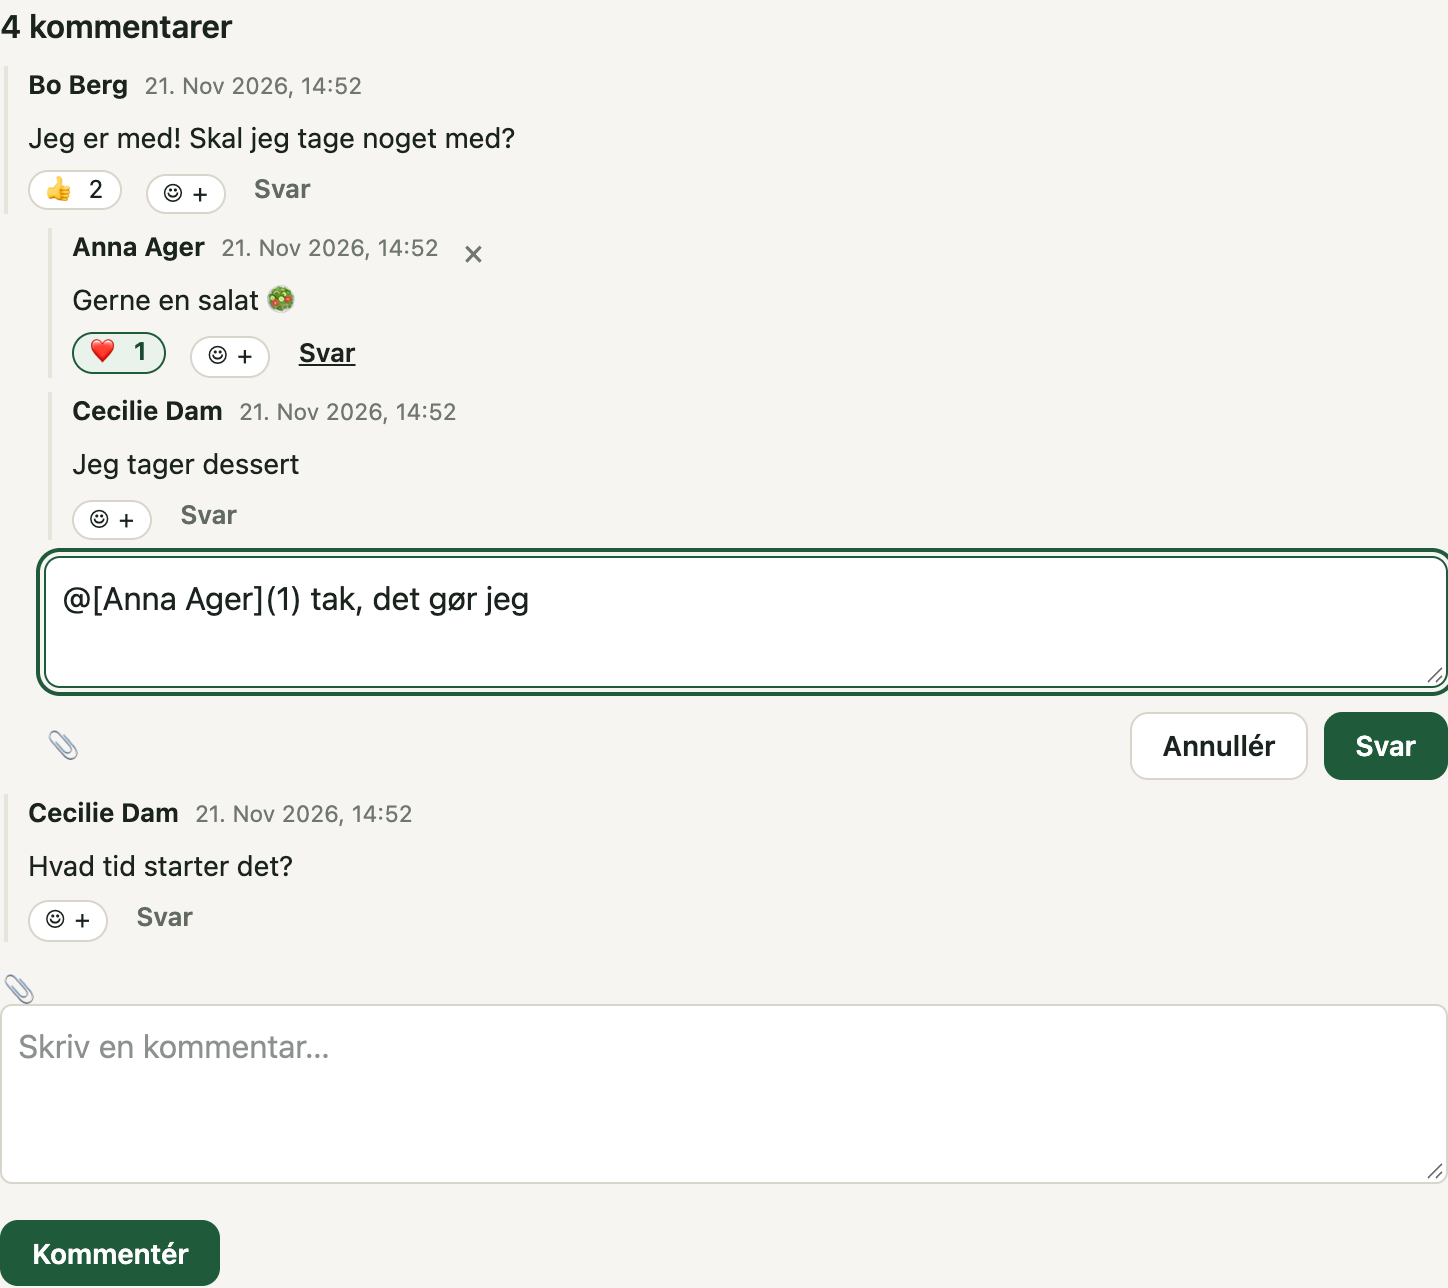 4 kommentarer
Bo Berg 21. Nov 2026, 14:52
Jeg er med! Skal jeg tage noget med?
👍 2 ☺ + Svar
Anna Ager 21. Nov 2026, 14:52 ×
Gerne en salat 🥗
❤️ 1 ☺ + Svar
Cecilie Dam 21. Nov 2026, 14:52
Jeg tager dessert
☺ + Svar
@[Anna Ager](1) tak, det gør jeg
Annullér Svar
Cecilie Dam 21. Nov 2026, 14:52
Hvad tid starter det?
☺ + Svar
Skriv en kommentar...
Kommentér